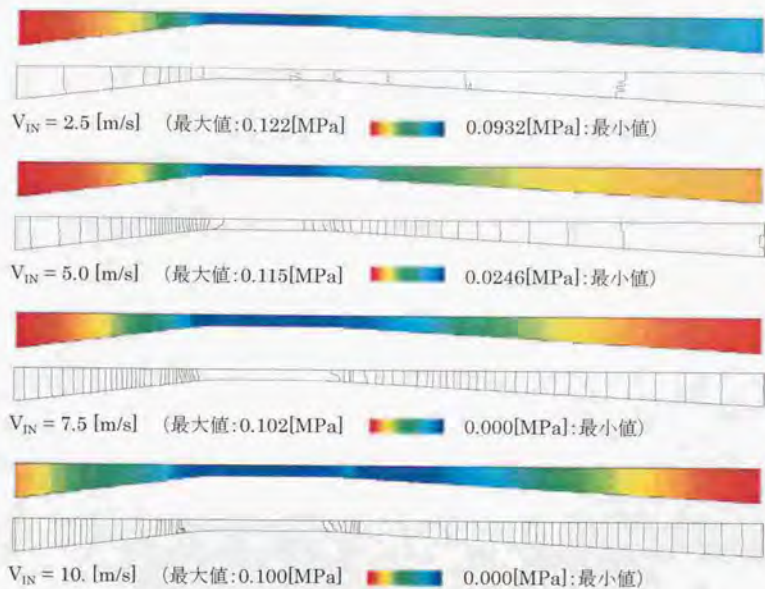 V_IN = 2.5 [m/s] (最大値:0.122[MPa] 0.0932[MPa]:最小値)
V_IN = 5.0 [m/s] (最大値:0.115[MPa] 0.0246[MPa]:最小値)
V_IN = 7.5 [m/s] (最大値:0.102[MPa] 0.000[MPa]:最小値)
V_IN = 10. [m/s] (最大値:0.100[MPa] 0.000[MPa]:最小値)